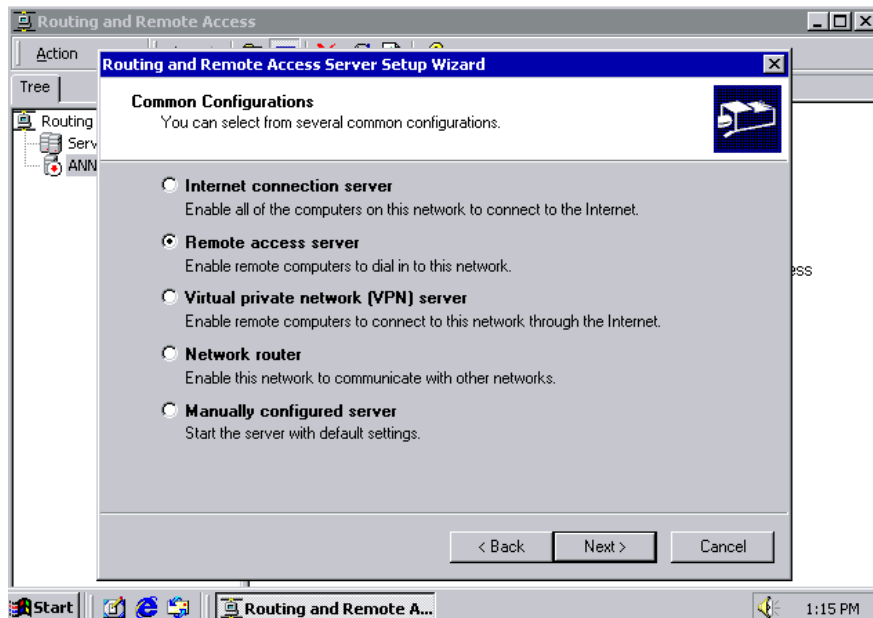 Routing and Remote Access
Action
Routing and Remote Access Server Setup Wizard
Tree
Common Configurations
You can select from several common configurations.
Routing
Serv
ANN
Internet connection server
Enable all of the computers on this network to connect to the Internet.
Remote access server
Enable remote computers to dial in to this network.
ess
Virtual private network (VPN) server
Enable remote computers to connect to this network through the Internet.
Network router
Enable this network to communicate with other networks.
Manually configured server
Start the server with default settings.
< Back
Next >
Cancel
Start
Routing and Remote A...
1:15 PM